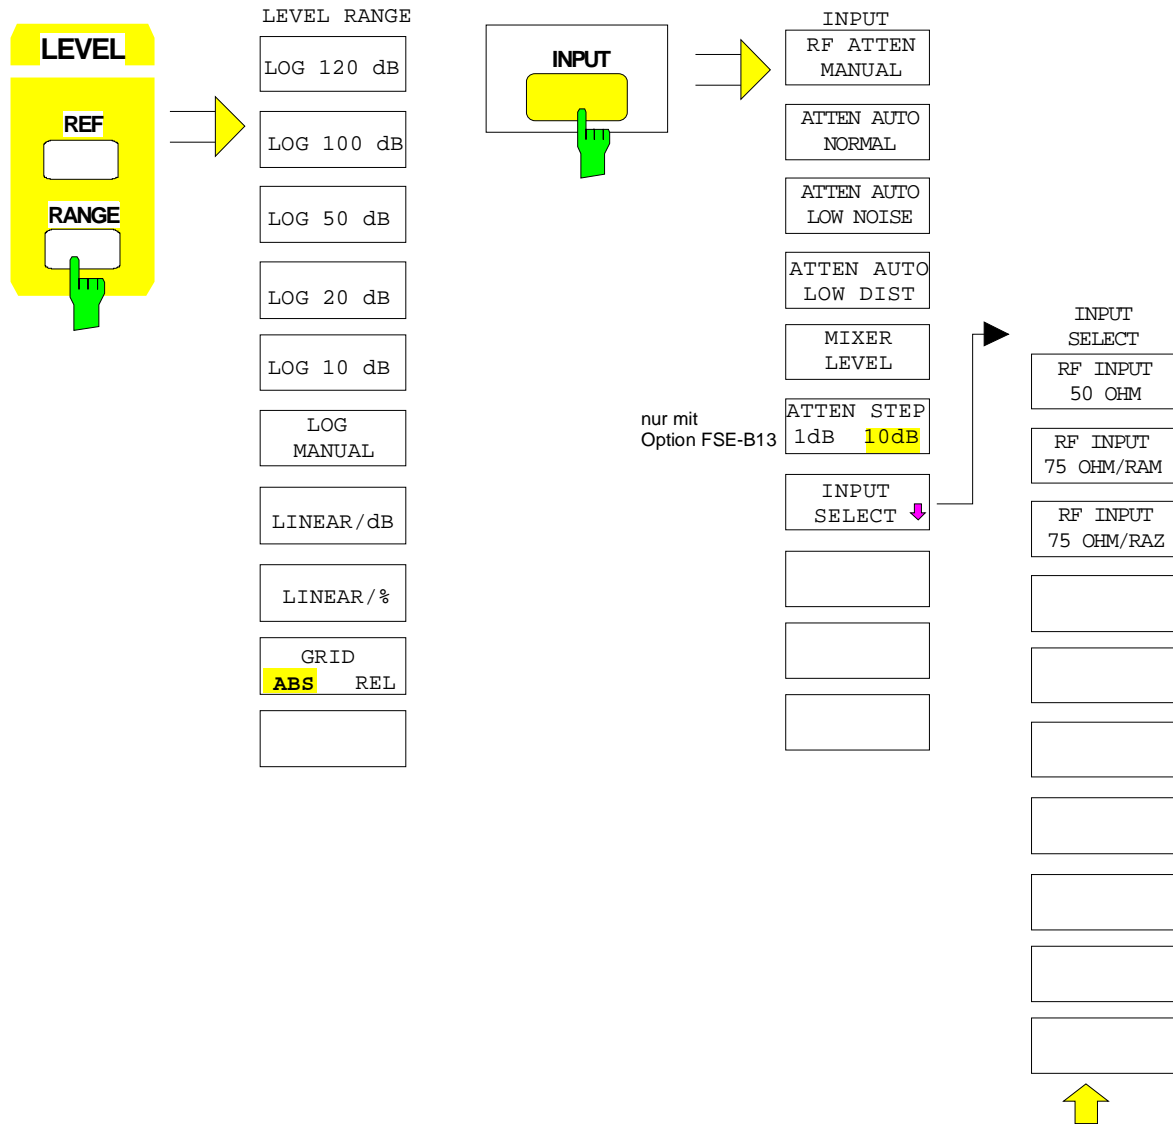 LEVEL
REF
RANGE
LEVEL RANGE
LOG 120 dB
LOG 100 dB
LOG 50 dB
LOG 20 dB
LOG 10 dB
LOG
MANUAL
LINEAR/dB
LINEAR/%
GRID
ABS REL
INPUT
INPUT
RF ATTEN
MANUAL
ATTEN AUTO
NORMAL
ATTEN AUTO
LOW NOISE
ATTEN AUTO
LOW DIST
MIXER
LEVEL
nur mit
Option FSE-B13
ATTEN STEP
1dB 10dB
INPUT
SELECT
INPUT
SELECT
RF INPUT
50 OHM
RF INPUT
75 OHM/RAM
RF INPUT
75 OHM/RAZ